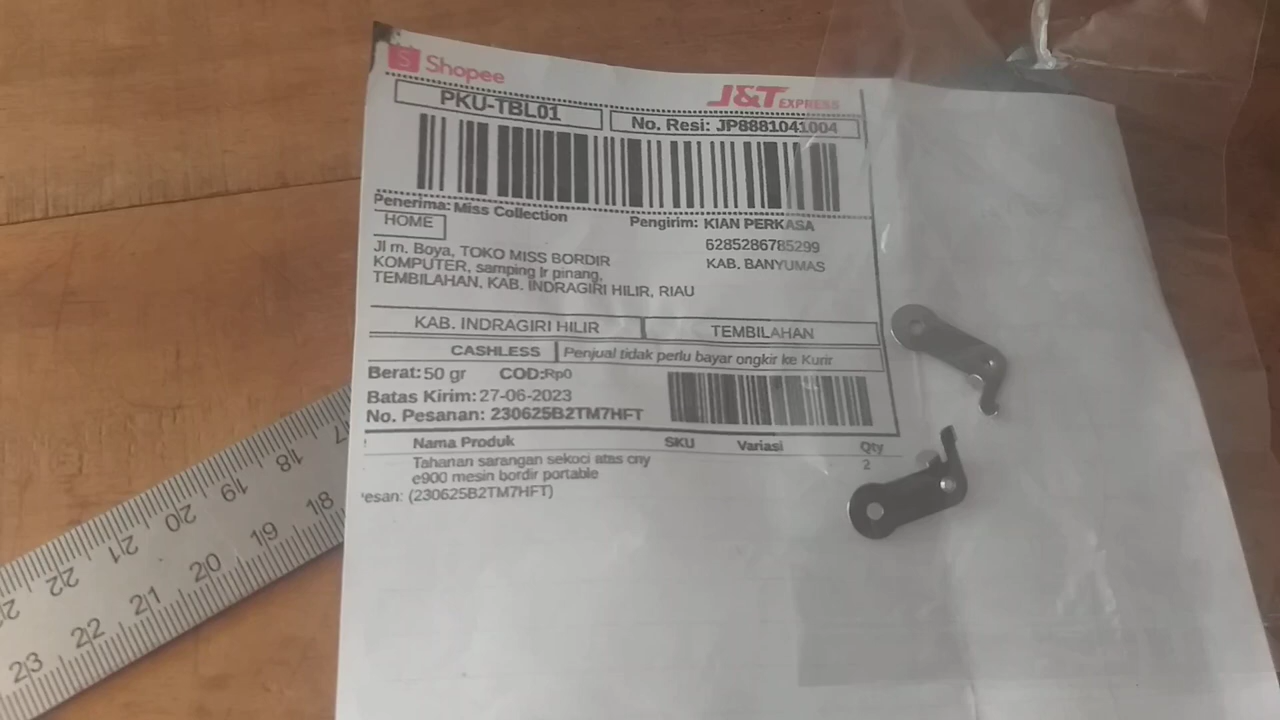 Shopee
J&T EXPRESS
PKU-TBL01
No. Resi: JP8881041004
Penerima: Miss Collection
HOME
Pengirim: KIAN PERKASA
6285286785299
KAB. BANYUMAS
Jl m. Boya, TOKO MISS BORDIR
KOMPUTER, samping lr pinang,
TEMBILAHAN, KAB. INDRAGIRI HILIR, RIAU
KAB. INDRAGIRI HILIR
TEMBILAHAN
CASHLESS
Penjual tidak perlu bayar ongkir ke Kurir
Berat: 50 gr
COD:Rp0
Batas Kirim: 27-06-2023
No. Pesanan: 230625B2TM7HFT
Nama Produk SKU Variasi Qty
Tahanan sarangan sekoci atas cny 2
e900 mesin bordir portable
esan: (230625B2TM7HFT)
17 18 19 20 21 22
18 19 20 21 22 23